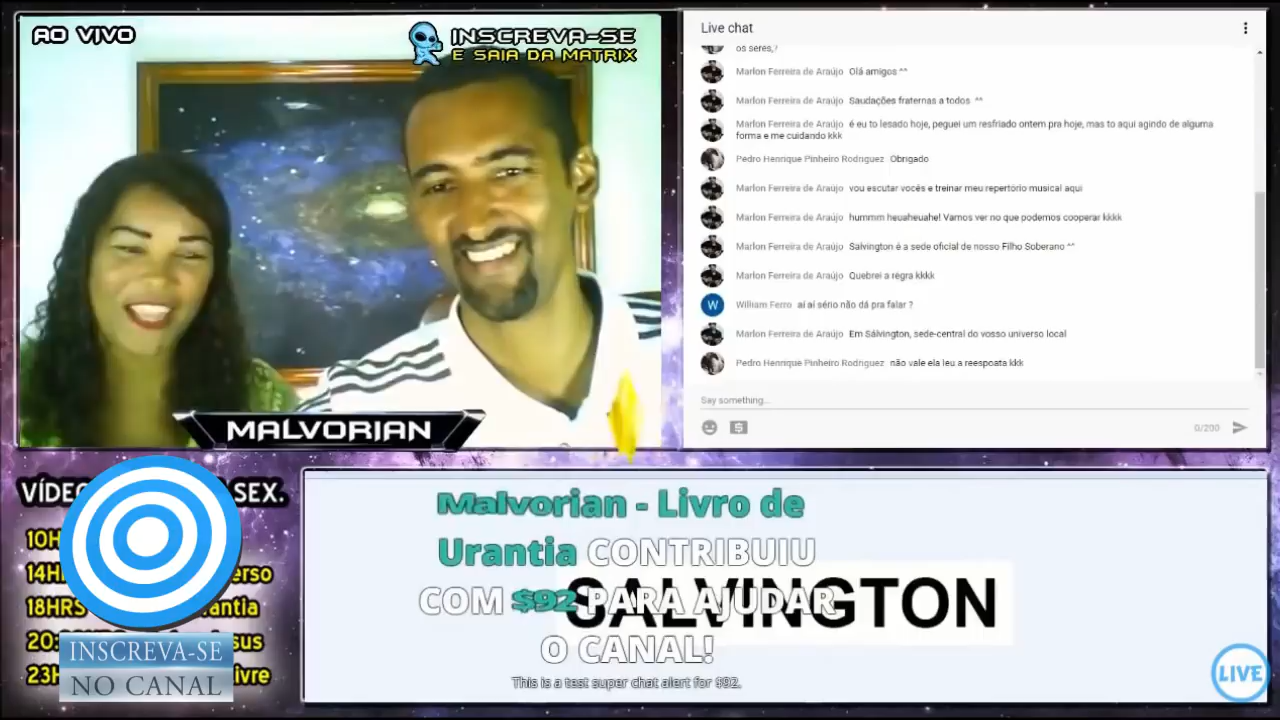 AO VIVO
INSCREVA-SE
E SAIA DA MATRIX
MALVORIAN
Live chat
os seres,?
Marlon Ferreira de Araújo Olá amigos ^^
Marlon Ferreira de Araújo Saudações fraternas a todos ^^
Marlon Ferreira de Araújo é eu to lesado hoje, peguei um resfriado ontem pra hoje, mas to aqui agindo de alguma
forma e me cuidando kkk
Pedro Henrique Pinheiro Rodriguez Obrigado
Marlon Ferreira de Araújo vou escutar vocês e treinar meu repertório musical aqui
Marlon Ferreira de Araújo hummm heuaheuahe! Vamos ver no que podemos cooperar kkkk
Marlon Ferreira de Araújo Salvington é a sede oficial de nosso Filho Soberano ^^
Marlon Ferreira de Araújo Quebrei a regra kkkk
W William Ferro aí aí sério não dá pra falar ?
Marlon Ferreira de Araújo Em Sálvington, sede-central do vosso universo local
Pedro Henrique Pinheiro Rodriguez não vale ela leu a reespoata kkk
Say something...
0/200
SEX.
10H
14H erso
18HRS rantia
20: sus
23H ivre
INSCREVA-SE
NO CANAL
Malvorian - Livro de
Urantia CONTRIBUIU
COM $92 PARA AJUDAR
O CANAL!
This is a test super chat alert for $92.
SALVINGTON
LIVE